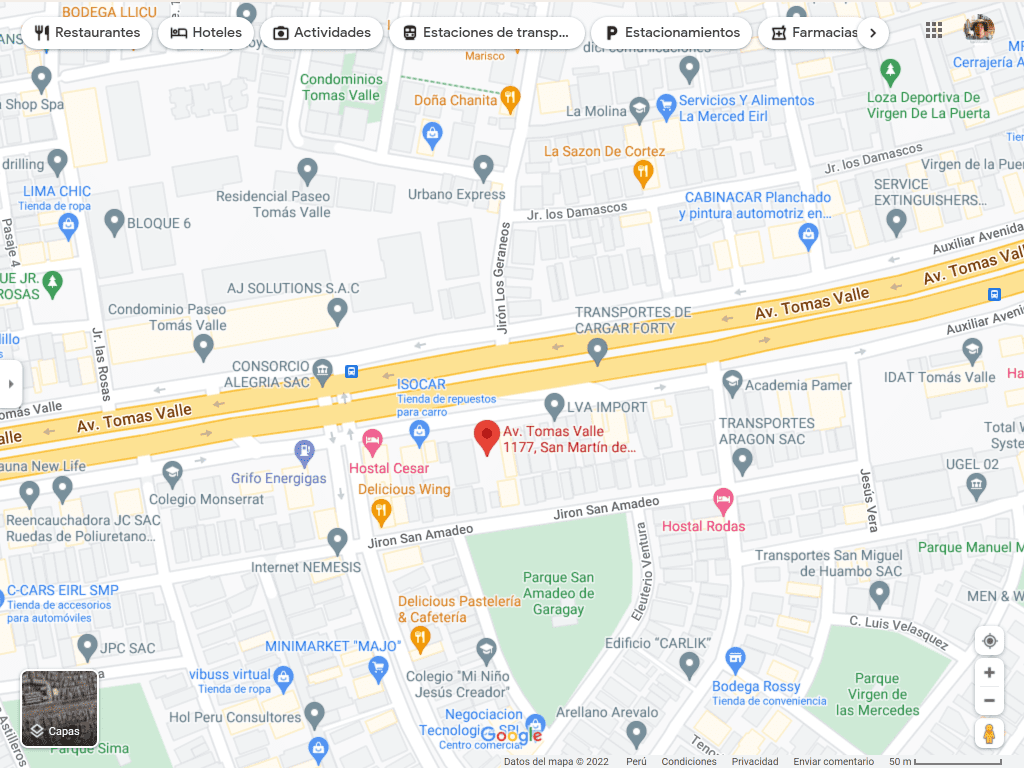 BODEGA LLICU
Restaurantes
Hoteles
Actividades
Estaciones de transp...
Estacionamientos
Farmacias
Marisco
Cerrajería A
Condominios
Tomas Valle
Doña Chanita
Shop Spa
La Molina
Servicios Y Alimentos
La Merced Eirl
Loza Deportiva De
Virgen De La Puerta
La Sazon De Cortez
Jr. los Damascos
drilling
Virgen de la Puer
LIMA CHIC
Tienda de ropa
Residencial Paseo
Tomás Valle
Urbano Express
SERVICE
EXTINGUISHERS...
CABINACAR Planchado
y pintura automotriz en...
Jr. los Damascos
BLOQUE 6
Pasaje 4
Jirón Los Geraneos
Auxiliar Avenida
Av. Tomas Val
UE JR.
ROSAS
AJ SOLUTIONS S.A.C
Av. Tomas Valle
Condominio Paseo
Tomás Valle
TRANSPORTES DE
CARGAR FORTY
Auxiliar Aveni
Jr. las Rosas
CONSORCIO
ALEGRIA SAC
ISOCAR
Tienda de repuestos
para carro
Academia Pamer
IDAT Tomás Valle
Tomás Valle
Av. Tomas Valle
LVA IMPORT
Av. Tomas Valle
1177, San Martín de...
TRANSPORTES
ARAGON SAC
Total W
Syste
Hostal Cesar
auna New Life
Grifo Energigas
UGEL 02
Colegio Monserrat
Delicious Wing
Jiron San Amadeo
Jiron San Amadeo
Jesús Vera
Hostal Rodas
Reencauchadora JC SAC
Ruedas de Poliuretano...
Internet NEMESIS
Eleuterio Ventura
Parque San
Amadeo de
Garagay
Transportes San Miguel
de Huambo SAC
Parque Manuel M
C-CARS EIRL SMP
Tienda de accesorios
para automóviles
MEN & W
Delicious Pastelería
& Cafetería
C. Luis Velasquez
JPC SAC
MINIMARKET "MAJO"
Edificio "CARLIK"
vibuss virtual
Tienda de ropa
Colegio "Mi Niño
Jesús Creador"
Bodega Rossy
Tienda de conveniencia
Parque
Virgen de
las Mercedes
Hol Peru Consultores
Arellano Arevalo
Negociacion
Tecnologica SRL
Centro comercial
Google
Capas
Parque Sima
Astilleros
Datos del mapa © 2022
Perú
Condiciones
Privacidad
Enviar comentario
50 m